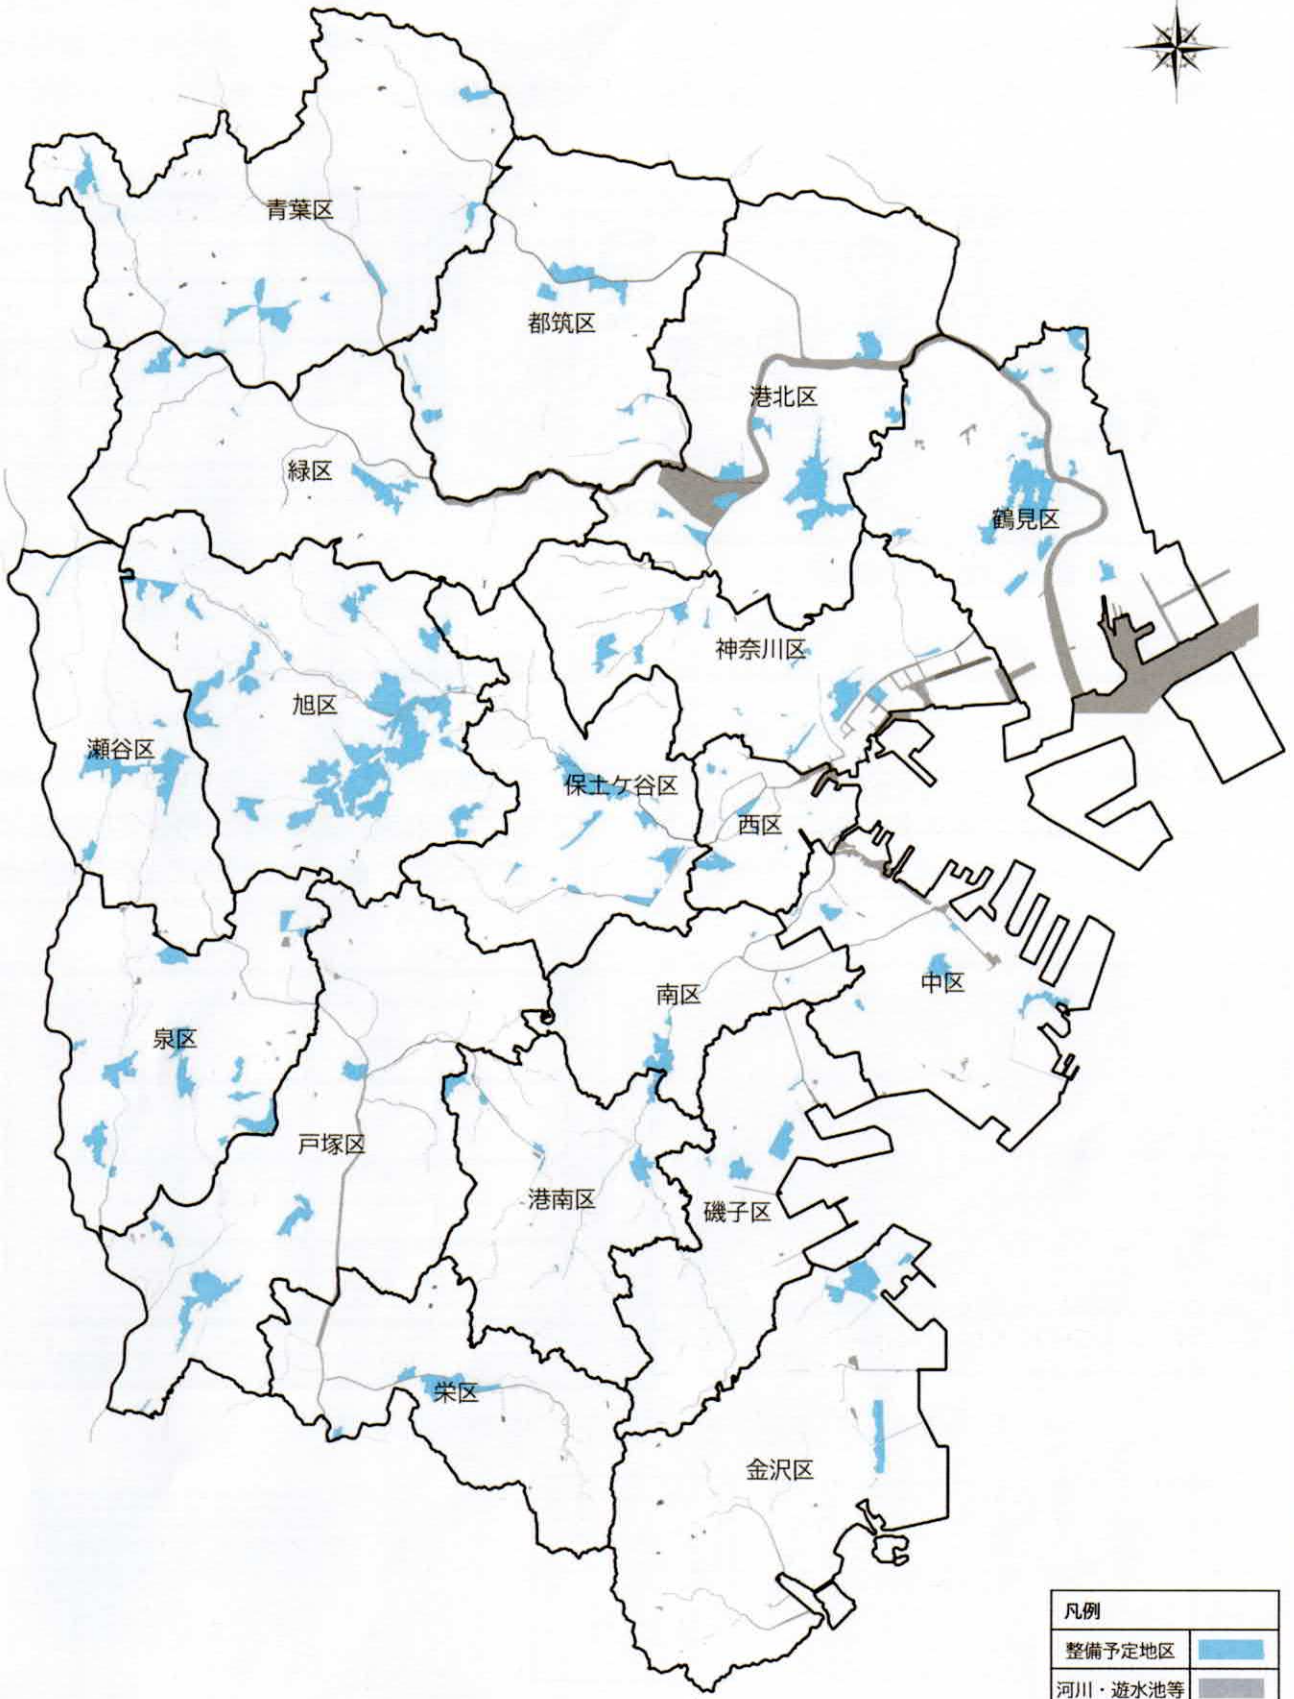 青葉区
都筑区
港北区
緑区
鶴見区
神奈川区
旭区
瀬谷区
保土ケ谷区
西区
中区
南区
泉区
戸塚区
港南区
磯子区
栄区
金沢区
凡例
整備予定地区
河川・遊水池等